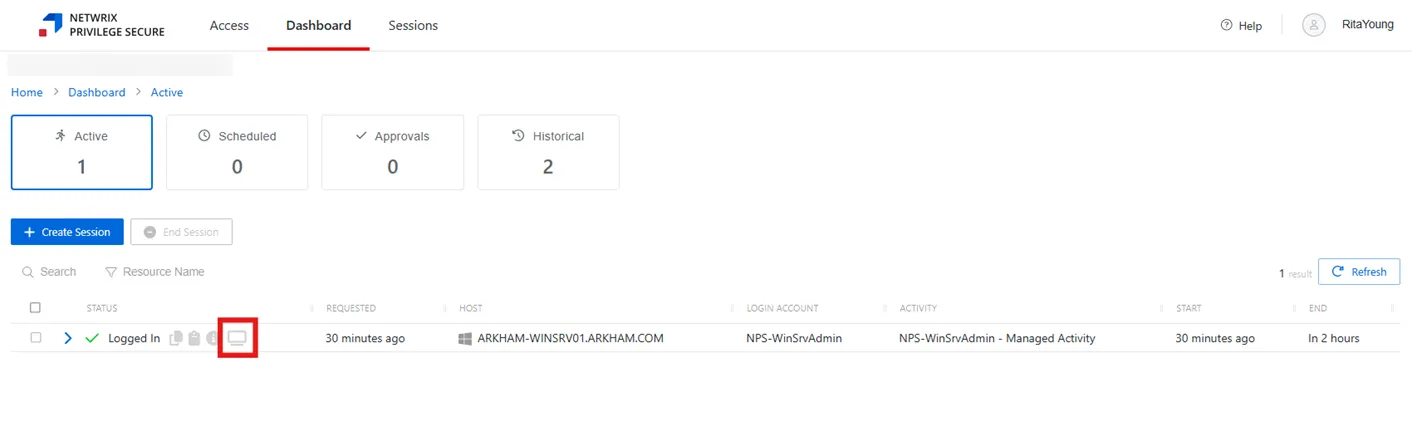 NETWRIX
PRIVILEGE SECURE
Access
Dashboard
Sessions
Help
RitaYoung
Home > Dashboard > Active
Active
1
Scheduled
0
Approvals
0
Historical
2
+ Create Session
End Session
Search
Resource Name
1 result
Refresh
STATUS REQUESTED HOST LOGIN ACCOUNT ACTIVITY START END
Logged In 30 minutes ago ARKHAM-WINSRV01.ARKHAM.COM NPS-WinSrvAdmin NPS-WinSrvAdmin - Managed Activity 30 minutes ago In 2 hours